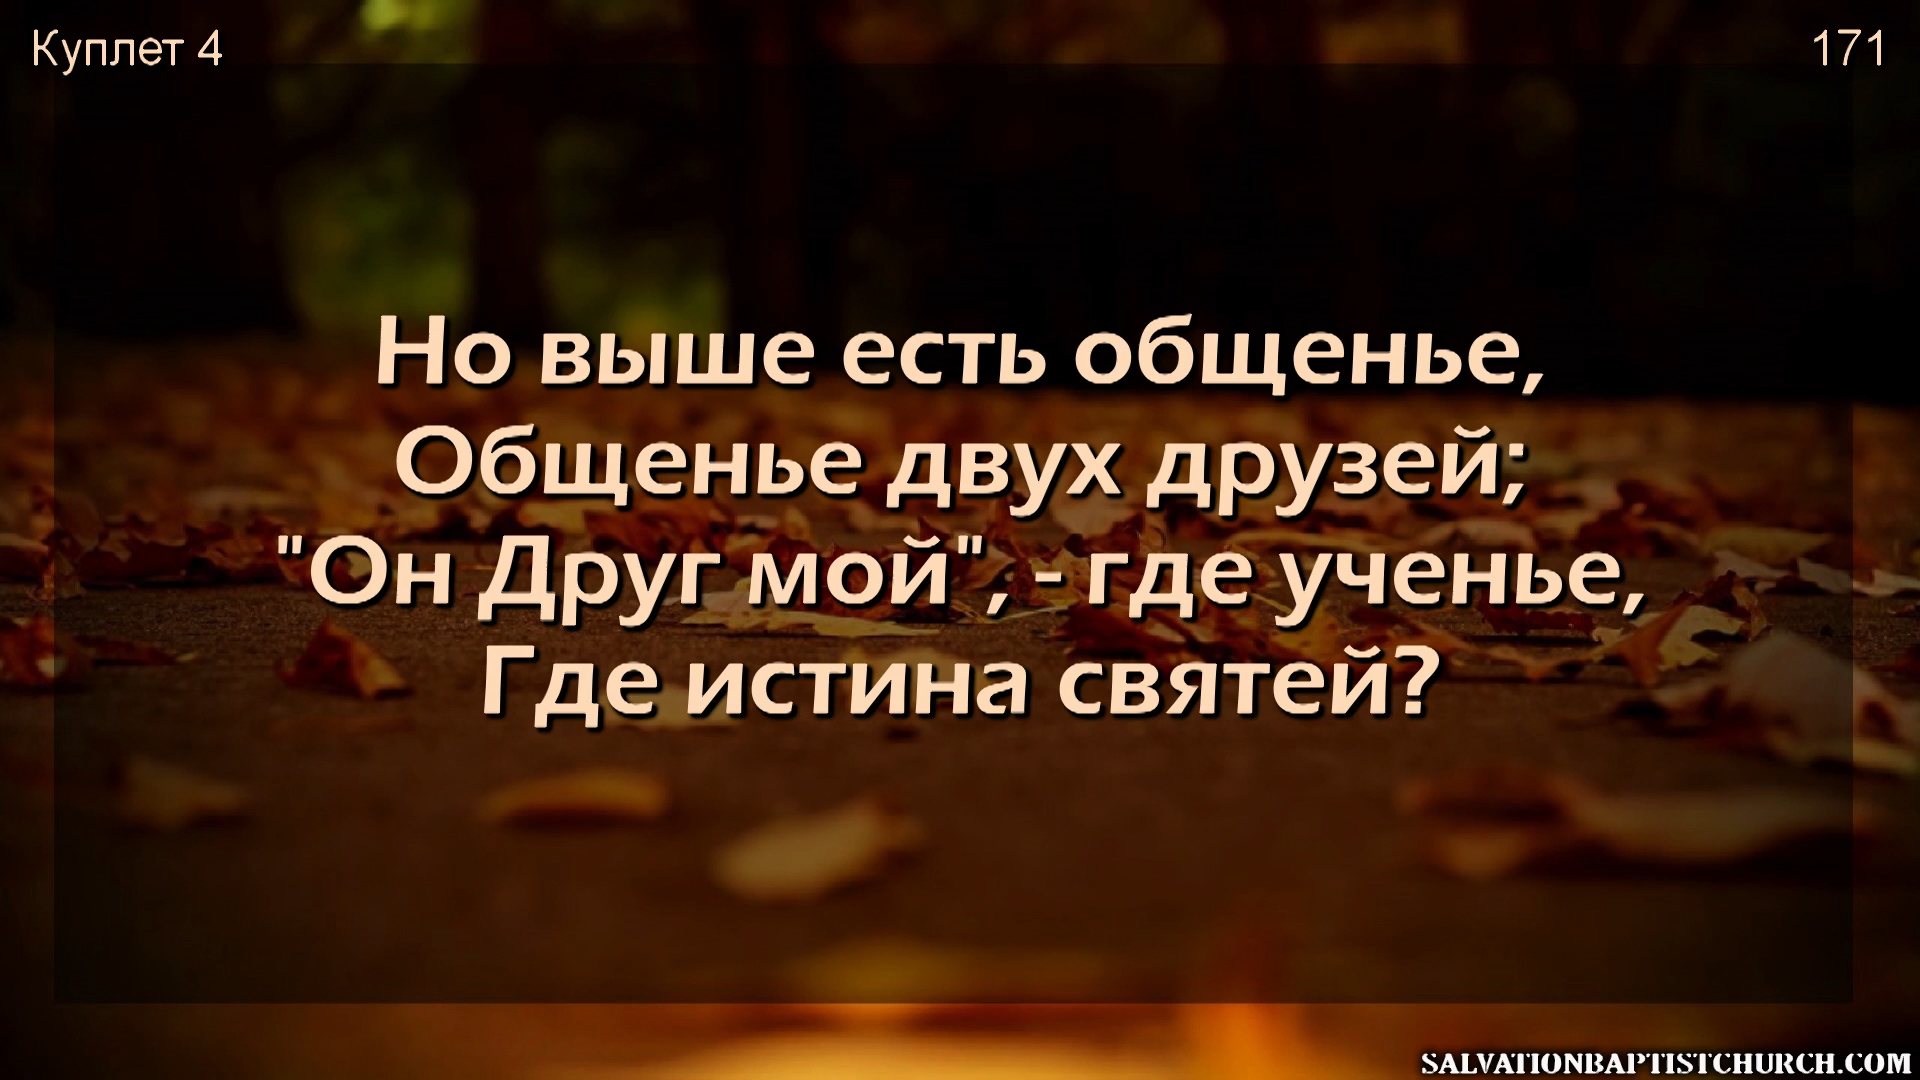 Куплет 4
171
Но выше есть общенье,
Общенье двух друзей;
"Он Друг мой", - где ученье,
Где истина святей?
SALVATIONBAPTISTCHURCH.COM